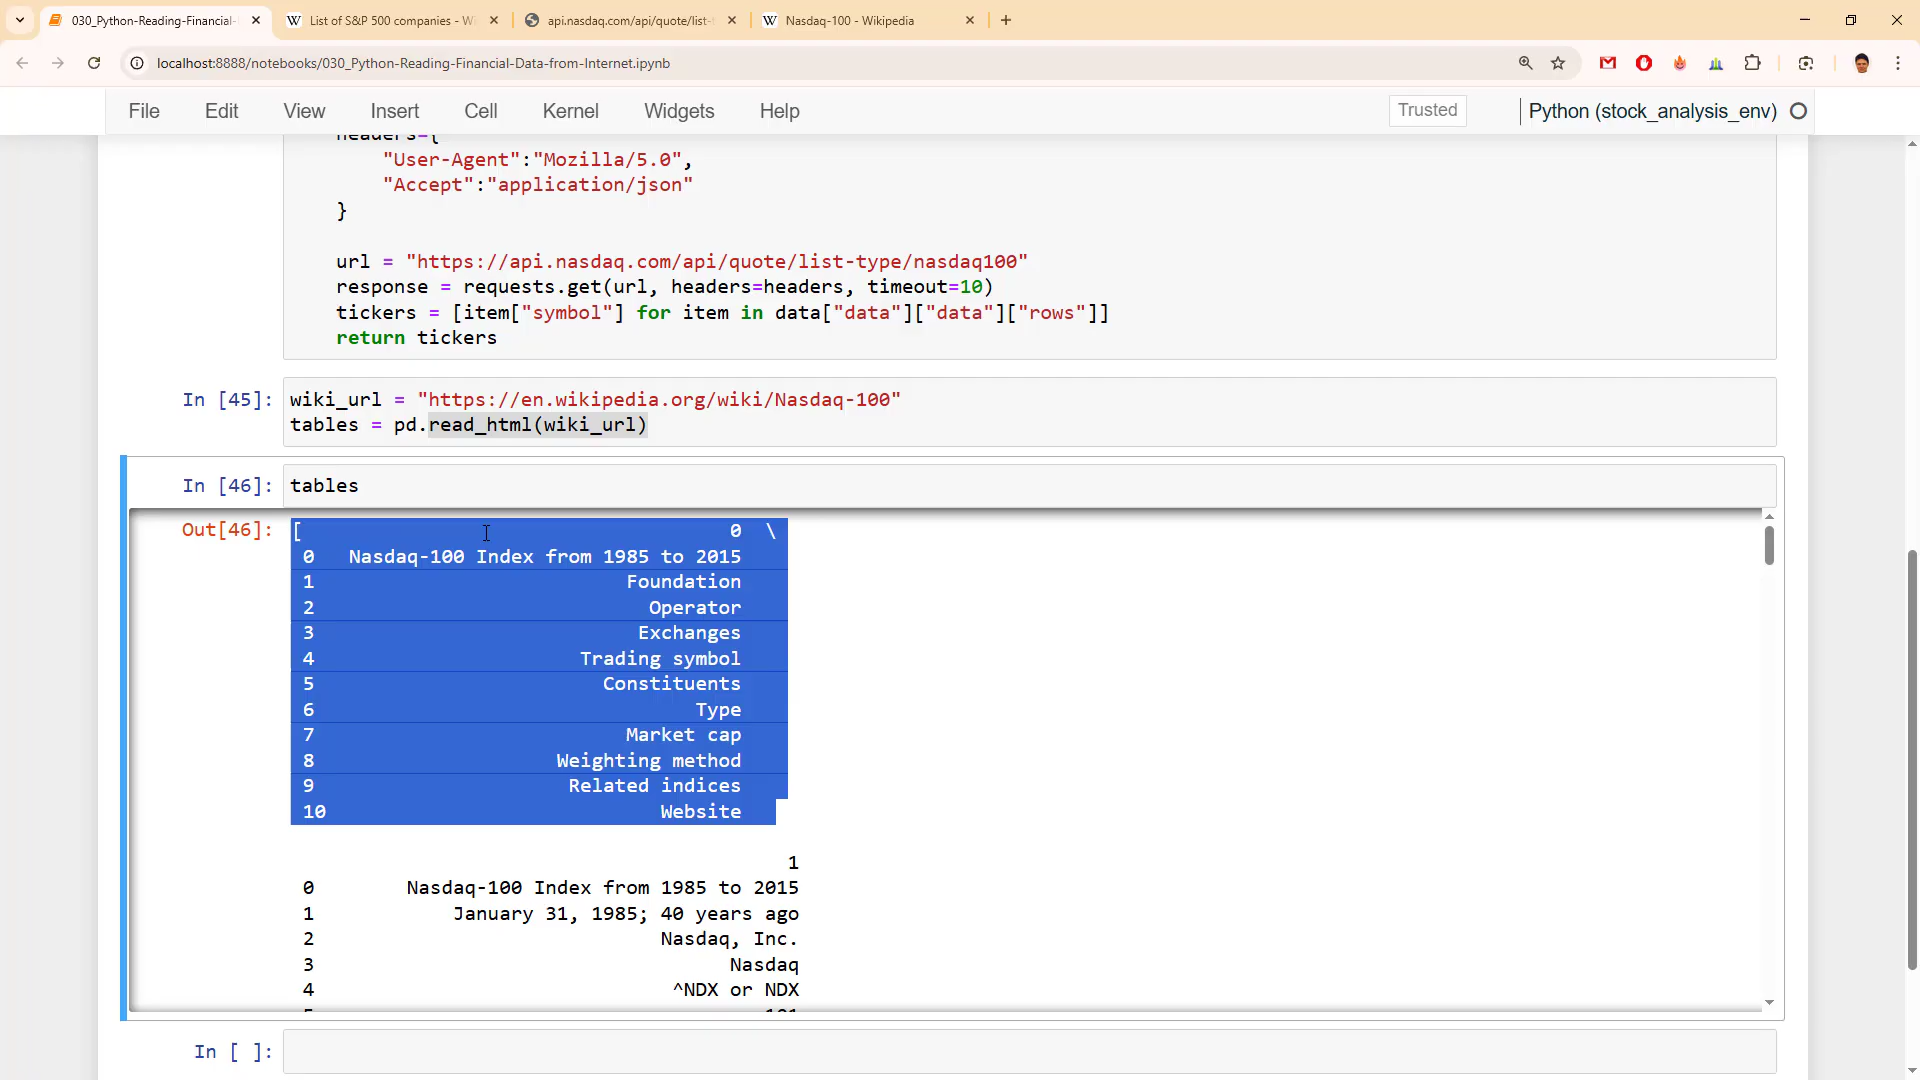 030_Python-Reading-Financial-
List of S&P 500 companies - W
api.nasdaq.com/api/quote/list-t
Nasdaq-100 - Wikipedia
localhost:8888/notebooks/030_Python-Reading-Financial-Data-from-Internet.ipynb
File Edit View Insert Cell Kernel Widgets Help
Trusted
Python (stock_analysis_env)
headers={
"User-Agent":"Mozilla/5.0",
"Accept":"application/json"
}
url = "https://api.nasdaq.com/api/quote/list-type/nasdaq100"
response = requests.get(url, headers=headers, timeout=10)
tickers = [item["symbol"] for item in data["data"]["data"]["rows"]]
return tickers
In [45]: wiki_url = "https://en.wikipedia.org/wiki/Nasdaq-100"
tables = pd.read_html(wiki_url)
In [46]: tables
Out[46]: [ 0 \
0 Nasdaq-100 Index from 1985 to 2015
1 Foundation
2 Operator
3 Exchanges
4 Trading symbol
5 Constituents
6 Type
7 Market cap
8 Weighting method
9 Related indices
10 Website
1
0 Nasdaq-100 Index from 1985 to 2015
1 January 31, 1985; 40 years ago
2 Nasdaq, Inc.
3 Nasdaq
4 ^NDX or NDX
5 101
In [ ]: